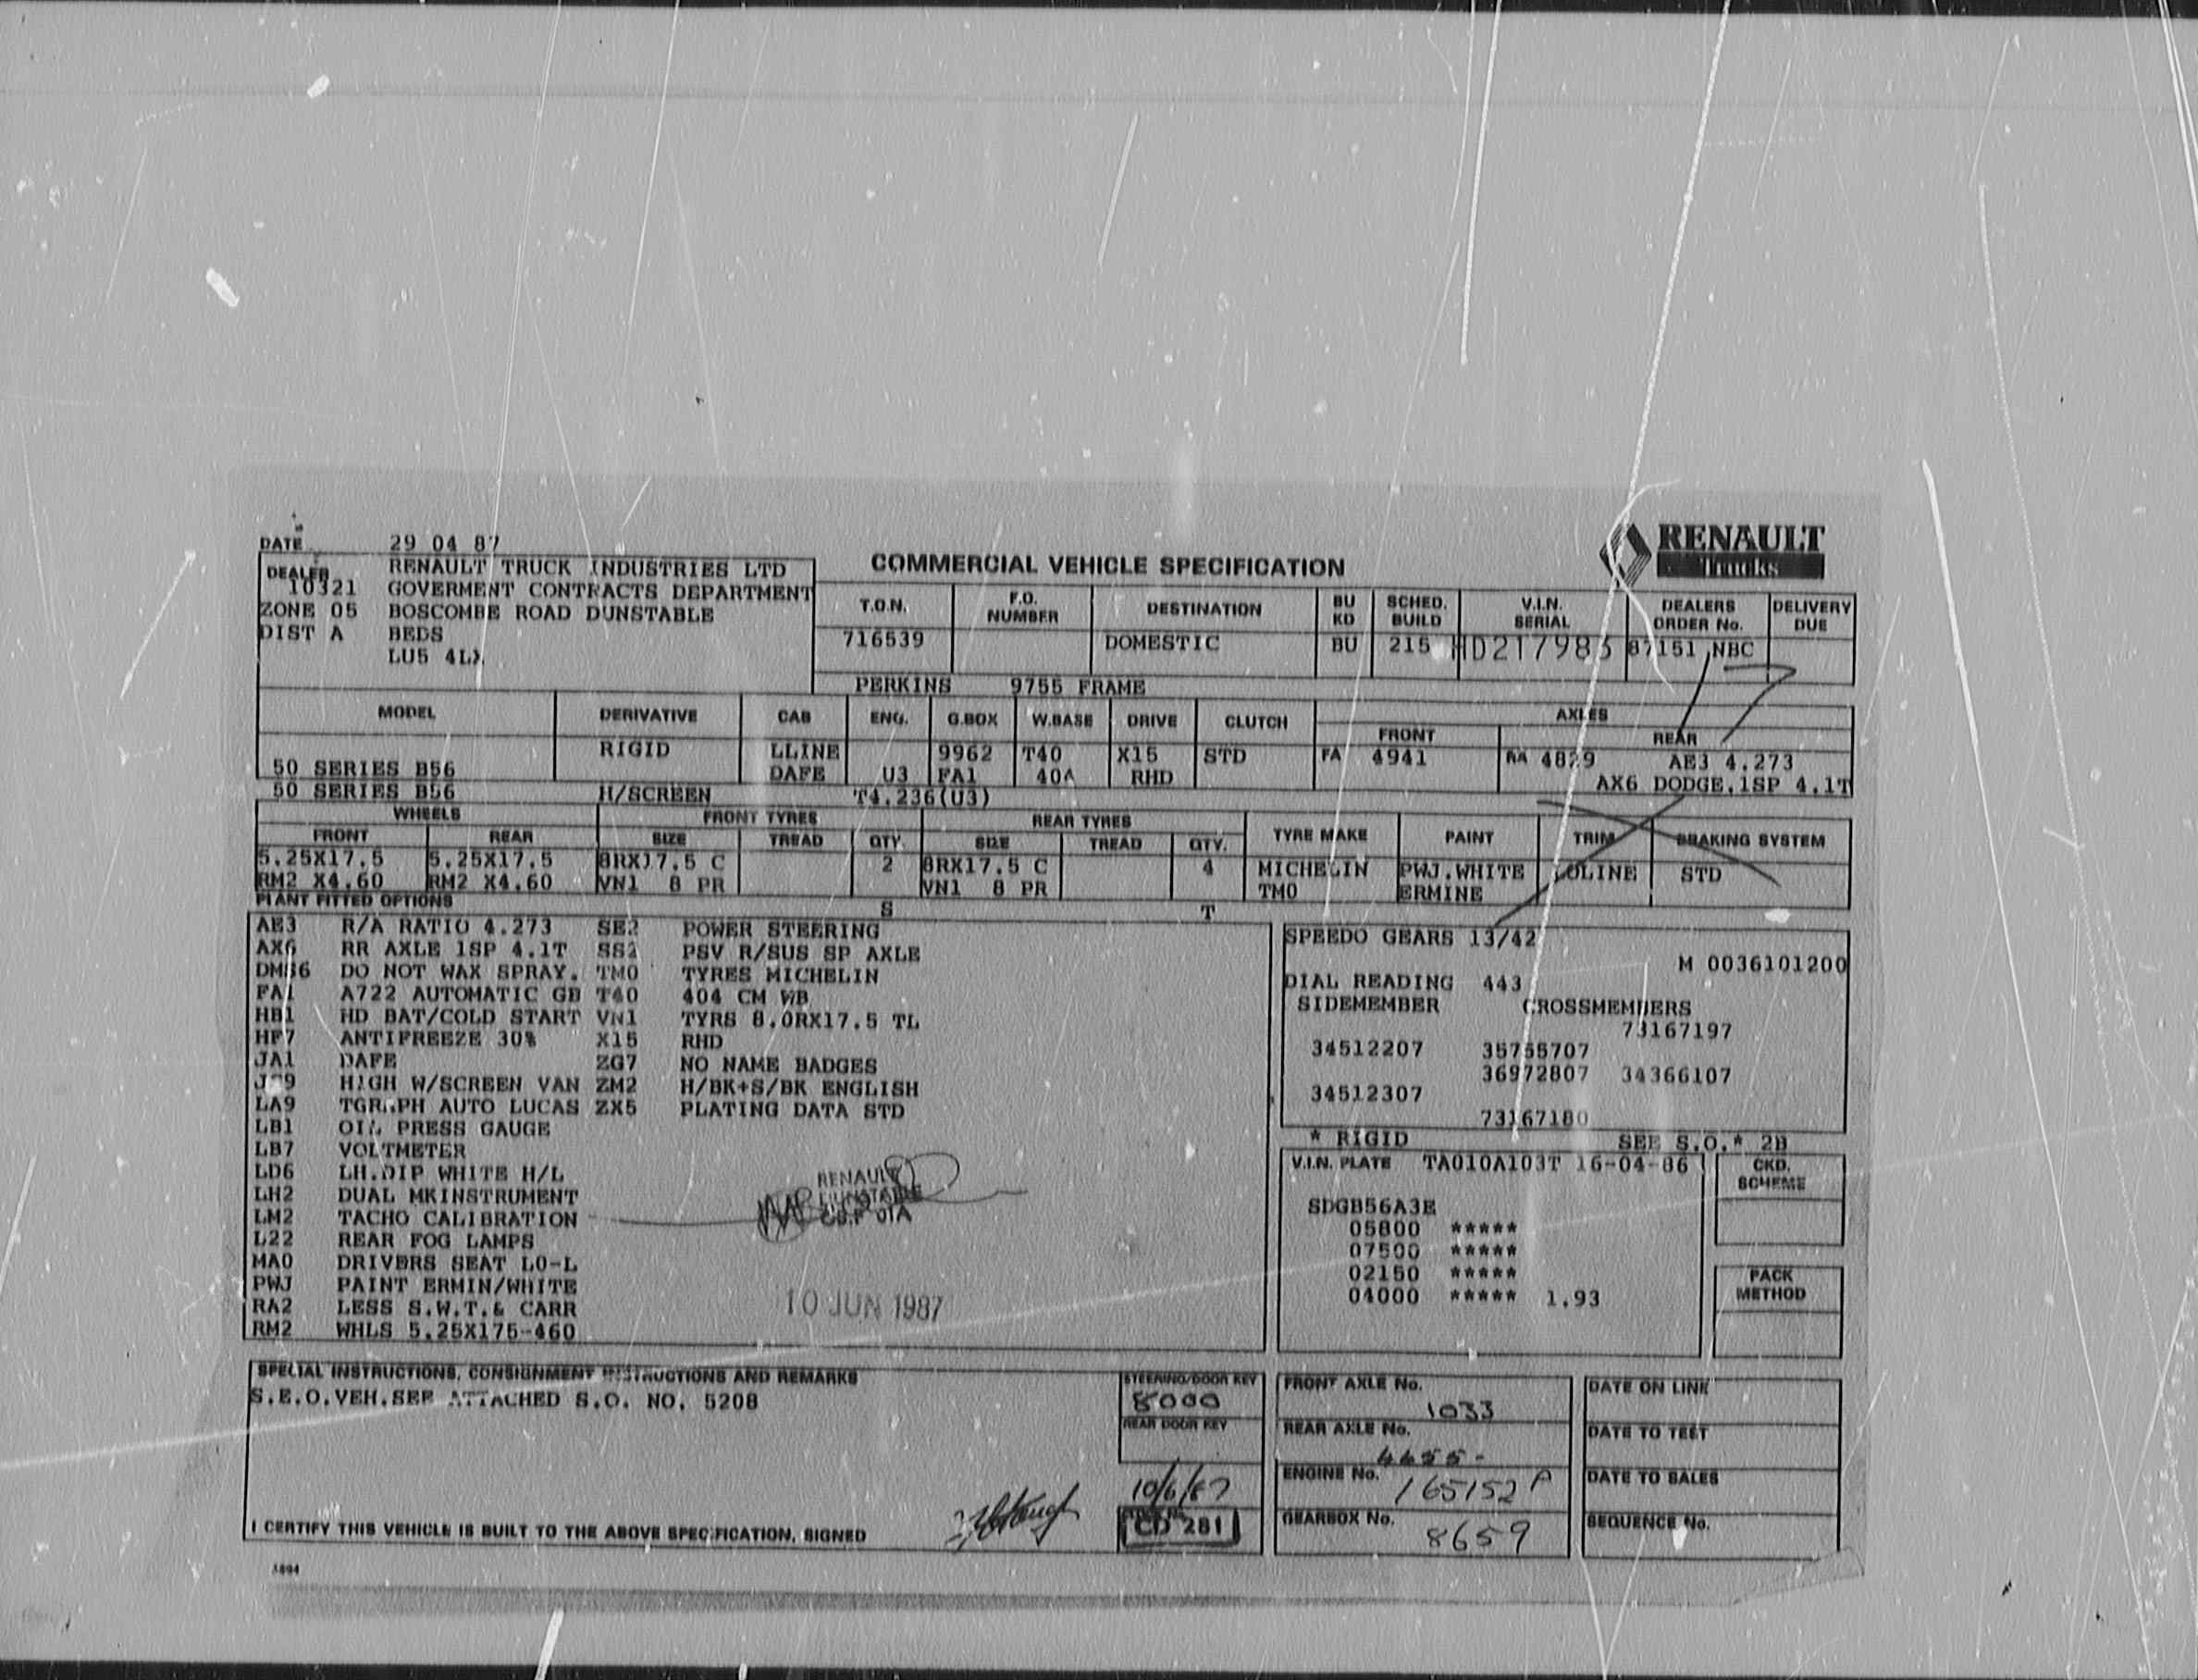 DATE 29 04 87
RENAULT Trucks
COMMERCIAL VEHICLE SPECIFICATION
DEALER RENAULT TRUCK INDUSTRIES LTD
10321 GOVERMENT CONTRACTS DEPARTMENT
ZONE 05 BOSCOMBE ROAD DUNSTABLE
DIST A BEDS
LU5 4LX
T.O.N. F.O. NUMBER DESTINATION BU KD SCHED. BUILD V.I.N. SERIAL DEALERS ORDER No. DELIVERY DUE
716539 DOMESTIC BU 215 HD217983 87151 NBC
PERKINS 9755 FRAME
MODEL DERIVATIVE CAB ENG. G.BOX W.BASE DRIVE CLUTCH AXLES
FRONT REAR
RIGID LLINE 9962 T40 X15 STD FA 4941 RA 4829 AE3 4.273
50 SERIES B56 DAFE U3 FA1 40A RHD AX6 DODGE,1SP 4.1T
50 SERIES B56 H/SCREEN T4.236(U3)
WHEELS FRONT TYRES REAR TYRES TYRE MAKE PAINT TRIM BRAKING SYSTEM
FRONT REAR SIZE TREAD QTY. SIZE TREAD QTY.
5.25X17.5 5.25X17.5 8RX17.5 C 2 8RX17.5 C 4 MICHELIN PWJ.WHITE LOLINE STD
RM2 X4.60 RM2 X4.60 VN1 8 PR VN1 8 PR TM0 ERMINE
PLANT FITTED OPTIONS S T
AE3 R/A RATIO 4.273 SE2 POWER STEERING
AX6 RR AXLE 1SP 4.1T SS2 PSV R/SUS SP AXLE
DM86 DO NOT WAX SPRAY. TM0 TYRES MICHELIN
FA1 A722 AUTOMATIC GB T40 404 CM WB
HB1 HD BAT/COLD START VN1 TYRS 8.0RX17.5 TL
HF7 ANTIFREEZE 30% X15 RHD
JA1 DAFE ZG7 NO NAME BADGES
HIGH W/SCREEN VAN ZM2 H/BK+S/BK ENGLISH
LA9 TGRAPH AUTO LUCAS ZX5 PLATING DATA STD
LB1 OIL PRESS GAUGE
LB7 VOLTMETER
LD6 LH.DIP WHITE H/L
LH2 DUAL MKINSTRUMENT
LM2 TACHO CALIBRATION
L22 REAR FOG LAMPS
MA0 DRIVERS SEAT LO-L
PWJ PAINT ERMIN/WHITE
RA2 LESS S.W.T.& CARR
RM2 WHLS 5.25X175-460
RENAULT
DUNSTABLE
10 JUN 1987
SPEEDO GEARS 13/42
M 0036101200
DIAL READING 443
SIDEMEMBER CROSSMEMBERS
73167197
34512207 35755707
36972807 34366107
34512307
73167180
* RIGID SEE S.O.* 2B
V.I.N. PLATE TA010A103T 16-04-86
SDGB56A3E
05800 *****
07500 *****
02150 *****
04000 ***** 1.93
CKD. SCHEME
PACK METHOD
SPECIAL INSTRUCTIONS, CONSIGNMENT INSTRUCTIONS AND REMARKS
S.E.O.VEH.SEE ATTACHED S.O. NO. 5208
STEERING/DOOR KEY
8000
REAR DOOR KEY
10/6/87
CD 281
FRONT AXLE No. 1033
REAR AXLE No. 4655-
ENGINE No. 165152 P
GEARBOX No. 8659
DATE ON LINK
DATE TO TEST
DATE TO SALES
SEQUENCE No.
I CERTIFY THIS VEHICLE IS BUILT TO THE ABOVE SPECIFICATION, SIGNED